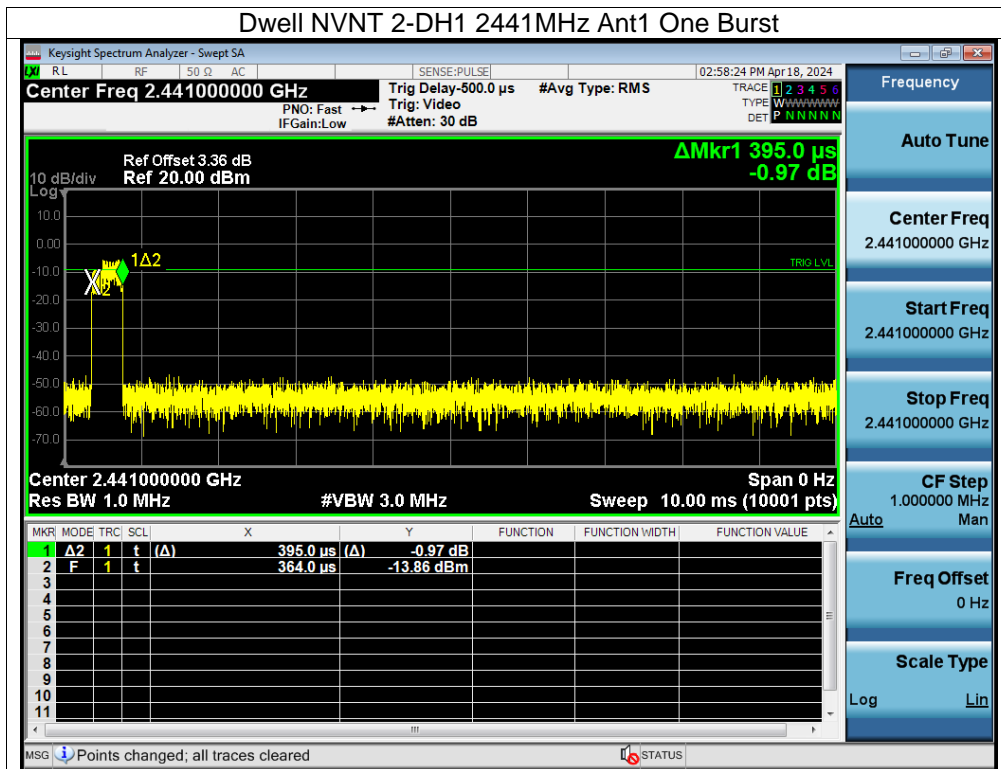 Dwell NVNT 2-DH1 2441MHz Ant1 One Burst
Keysight Spectrum Analyzer - Swept SA
LXI RL RF 50 Ω AC SENSE:PULSE 02:58:24 PM Apr 18, 2024
Center Freq 2.441000000 GHz
PNO: Fast
IFGain:Low
Trig Delay-500.0 µs
Trig: Video
#Atten: 30 dB
#Avg Type: RMS
TRACE 1 2 3 4 5 6
TYPE WWWWWW
DET P N N N N N
Ref Offset 3.36 dB
Ref 20.00 dBm
10 dB/div
Log
ΔMkr1 395.0 µs
-0.97 dB
10.0
0.00
-10.0
-20.0
-30.0
-40.0
-50.0
-60.0
-70.0
1Δ2
2
TRIG LVL
Center 2.441000000 GHz Span 0 Hz
Res BW 1.0 MHz #VBW 3.0 MHz Sweep 10.00 ms (10001 pts)
MKR MODE TRC SCL X Y FUNCTION FUNCTION WIDTH FUNCTION VALUE
1 Δ2 1 t (Δ) 395.0 µs (Δ) -0.97 dB
2 F 1 t 364.0 µs -13.86 dBm
3
4
5
6
7
8
9
10
11
MSG Points changed; all traces cleared STATUS
Frequency
Auto Tune
Center Freq
2.441000000 GHz
Start Freq
2.441000000 GHz
Stop Freq
2.441000000 GHz
CF Step
1.000000 MHz
Auto Man
Freq Offset
0 Hz
Scale Type
Log Lin